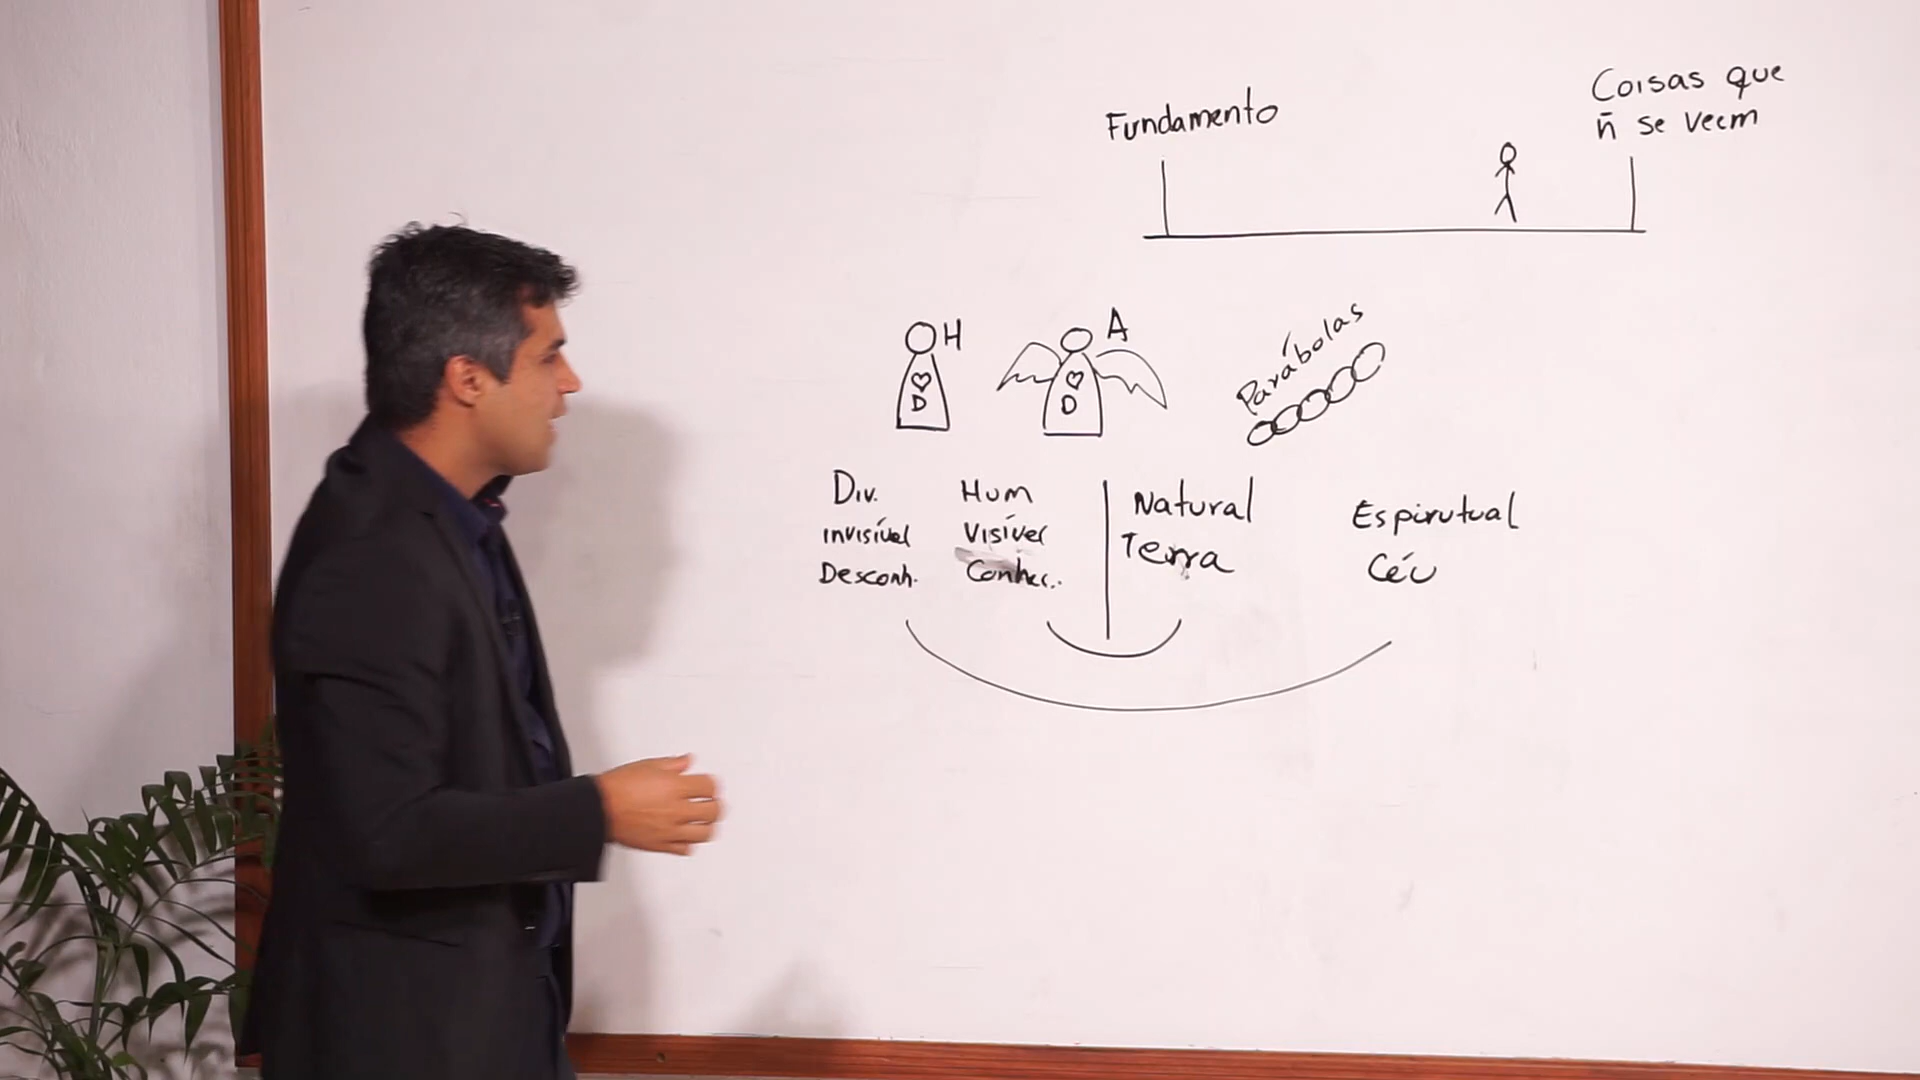 Fundamento
Coisas que
ñ se veem
H
A
D
D
Parábolas
Div.
Hum
Natural
Espirutual
invisível
Visível
Terra
Céu
Desconh.
Conhec..